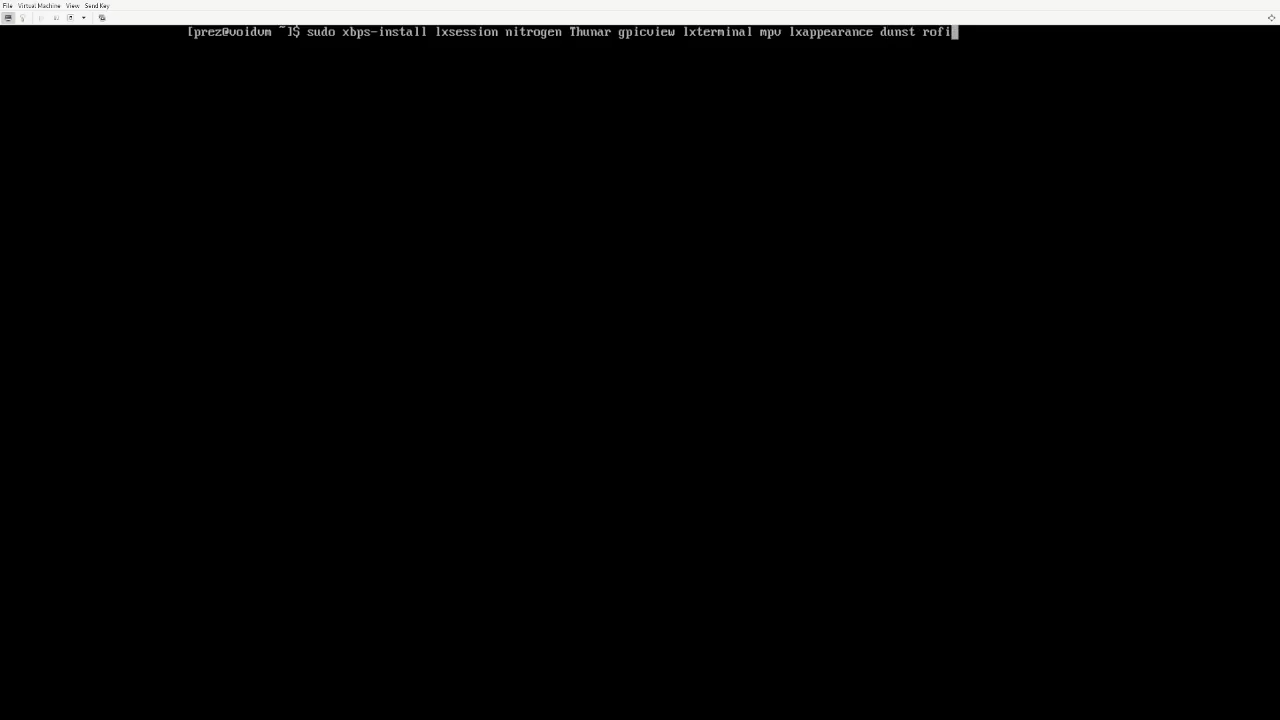 File Virtual Machine View Send Key
[prez@voidvm ~]$ sudo xbps-install lxsession nitrogen Thunar gpicview lxterminal mpv lxappearance dunst rofi